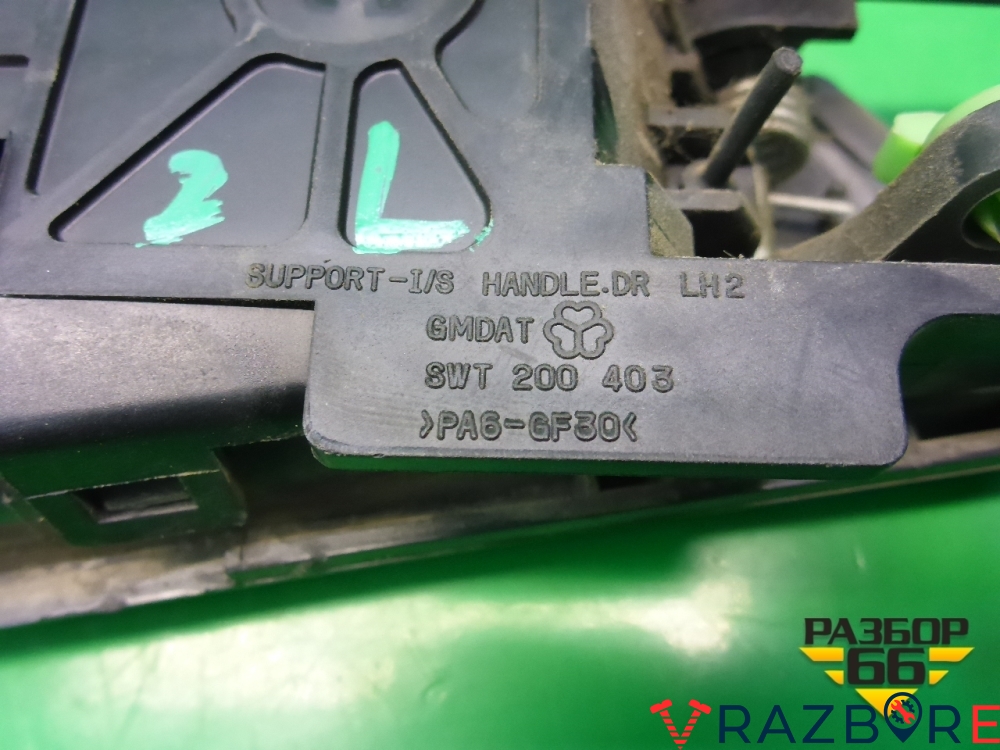 2 L
SUPPORT-I/S HANDLE.DR LH2
GMDAT
SWT 200 403
>PA6-GF30<
РАЗБОР
66
VRAZBORE